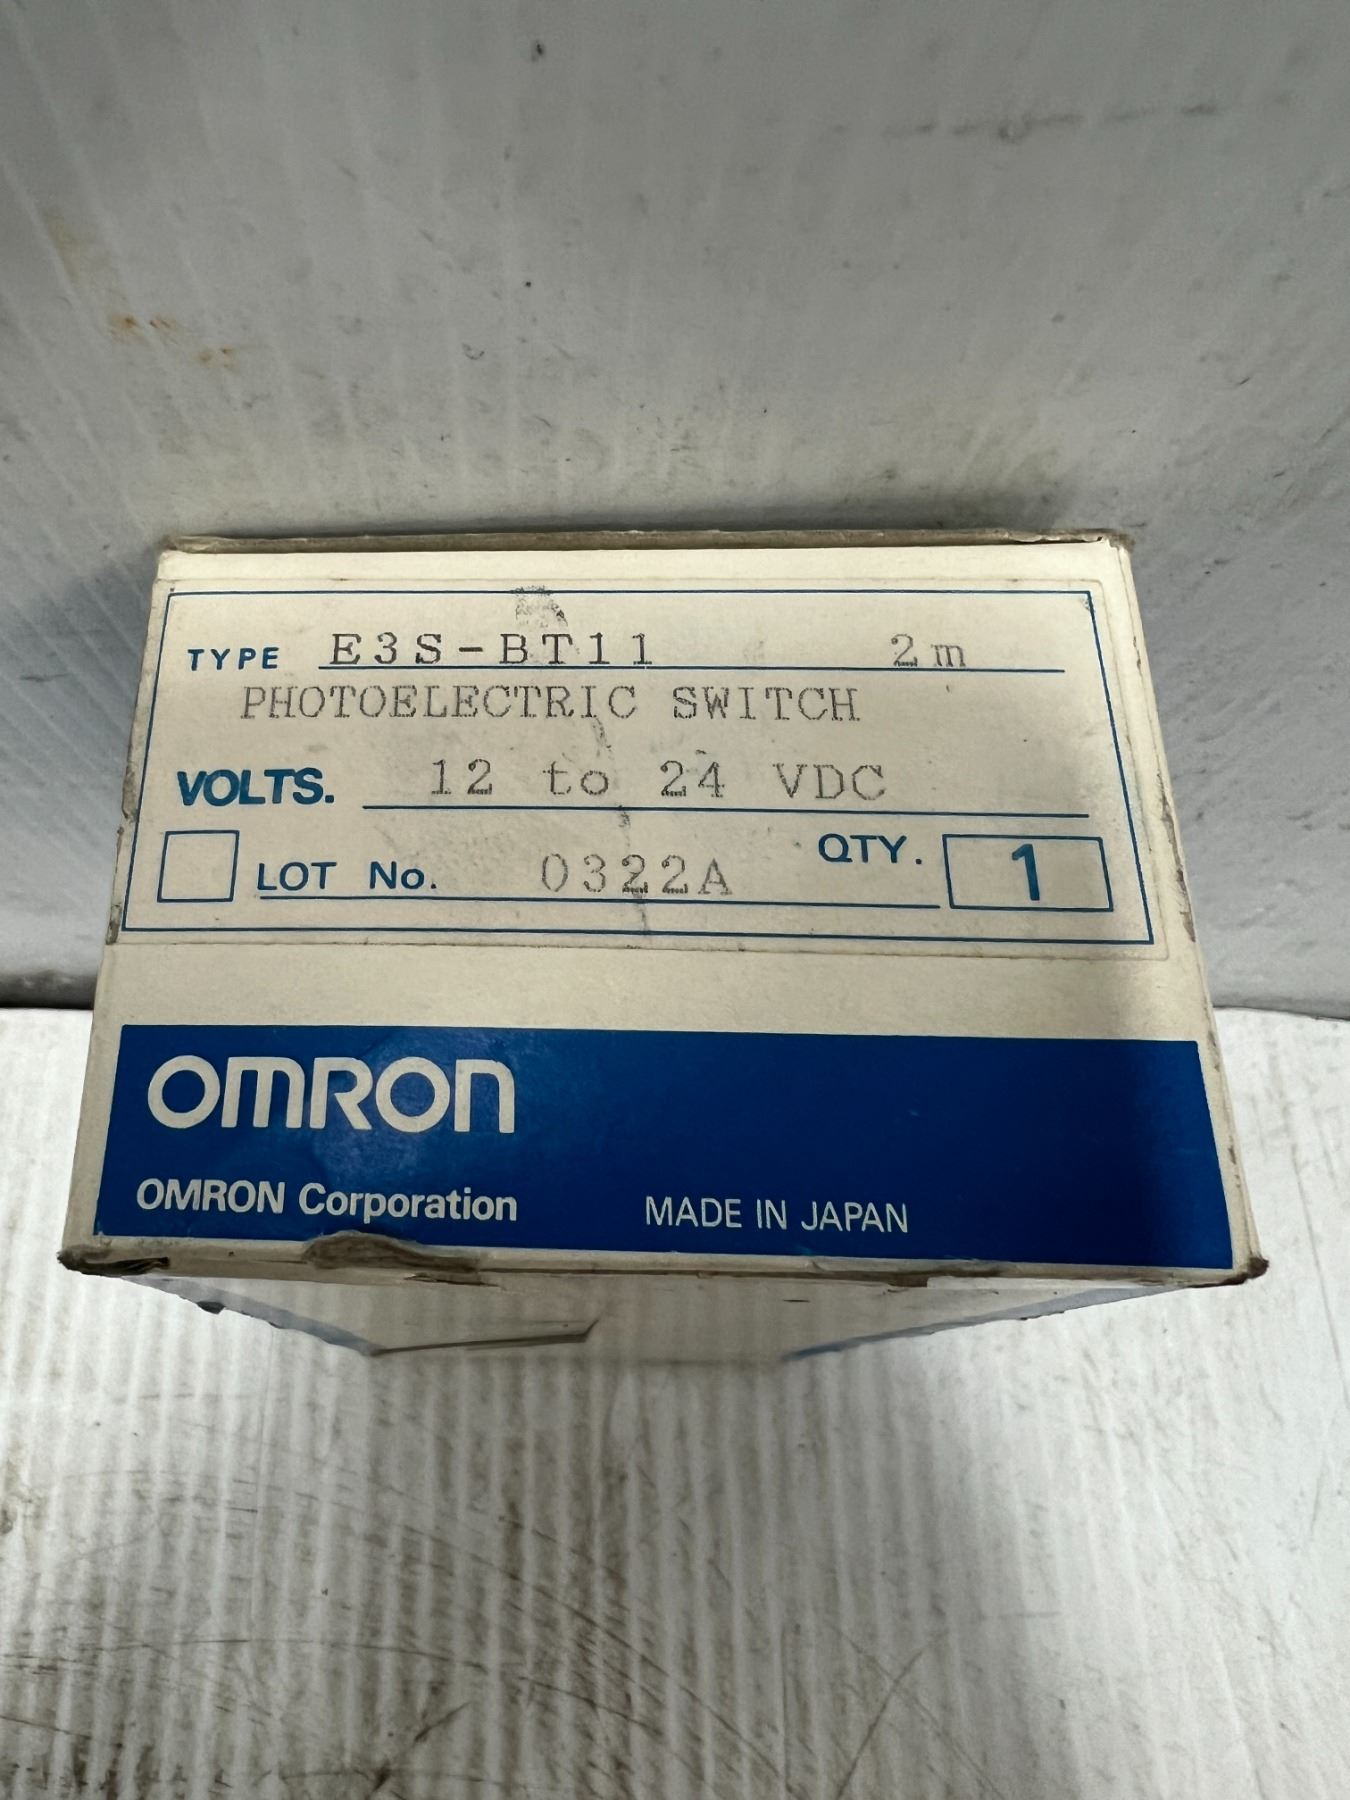 TYPE E3S-BT11 2m
PHOTOELECTRIC SWITCH
VOLTS. 12 to 24 VDC
LOT No. 0322A QTY. 1
OMRON
OMRON Corporation MADE IN JAPAN